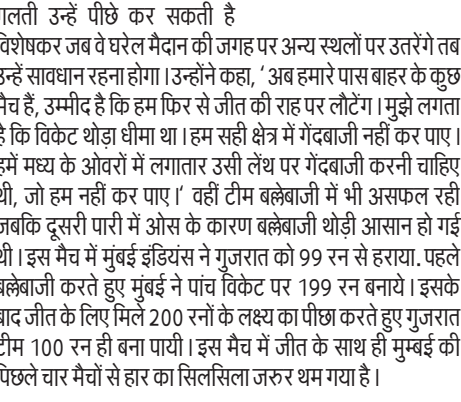 गलती उन्हें पीछे कर सकती है
विशेषकर जब वे घरेल मैदान की जगह पर अन्य स्थलों पर उतरेंगे तब
उन्हें सावधान रहना होगा । उन्होंने कहा, ‘ अब हमारे पास बाहर के कुछ
मैच हैं, उम्मीद है कि हम फिर से जीत की राह पर लौटेंग । मुझे लगता
है कि विकेट थोड़ा धीमा था । हम सही क्षेत्र में गेंदबाजी नहीं कर पाए ।
हमें मध्य के ओवरों में लगातार उसी लेंथ पर गेंदबाजी करनी चाहिए
थी, जो हम नहीं कर पाए ।’ वहीं टीम बल्लेबाजी में भी असफल रही
जबकि दूसरी पारी में ओस के कारण बल्लेबाजी थोड़ी आसान हो गई
थी । इस मैच में मुंबई इंडियंस ने गुजरात को 99 रन से हराया. पहले
बल्लेबाजी करते हुए मुंबई ने पांच विकेट पर 199 रन बनाये । इसके
बाद जीत के लिए मिले 200 रनों के लक्ष्य का पीछा करते हुए गुजरात
टीम 100 रन ही बना पायी । इस मैच में जीत के साथ ही मुम्बई की
पिछले चार मैचों से हार का सिलसिला जरुर थम गया है ।